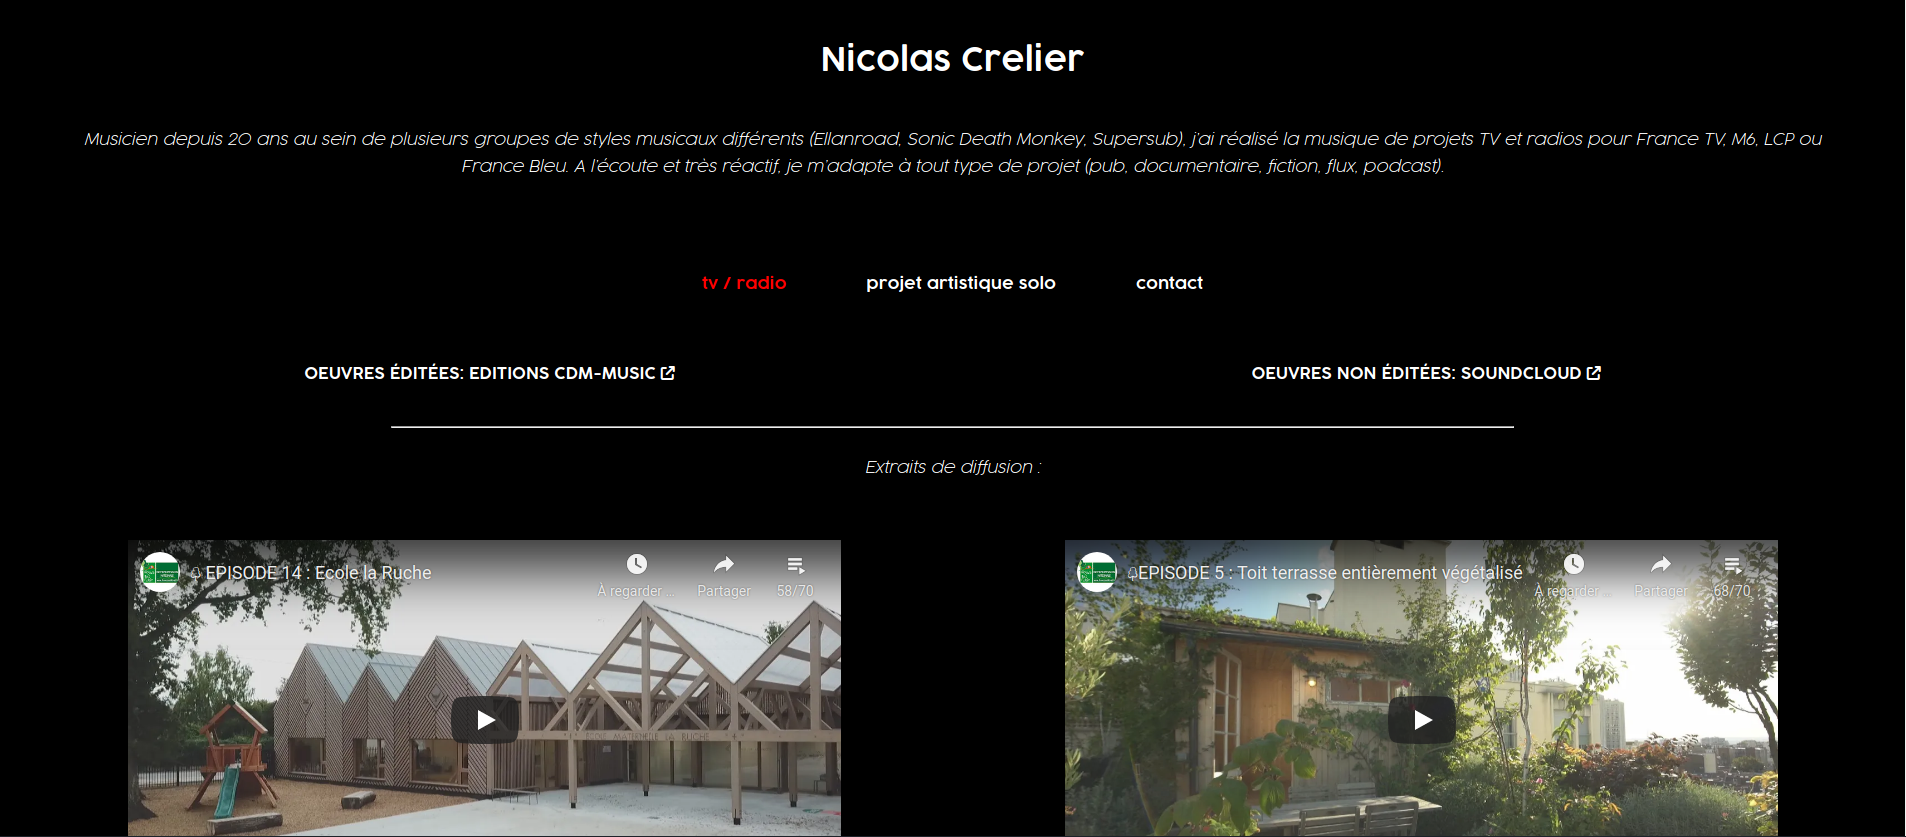 Nicolas Crelier
Musicien depuis 20 ans au sein de plusieurs groupes de styles musicaux différents (Ellanroad, Sonic Death Monkey, Supersub), j'ai réalisé la musique de projets TV et radios pour France TV, M6, LCP ou
France Bleu. A l'écoute et très réactif, je m'adapte à tout type de projet (pub, documentaire, fiction, flux, podcast).
tv / radio projet artistique solo contact
OEUVRES ÉDITÉES: EDITIONS CDM-MUSIC OEUVRES NON ÉDITÉES: SOUNDCLOUD
Extraits de diffusion :
EPISODE 14 : Ecole la Ruche
À regarder ... Partager 58/70
ECOLE MATERNELLE LA RUCHE
EPISODE 5 : Toit terrasse entièrement végétalisé
À regarder ... Partager 68/70